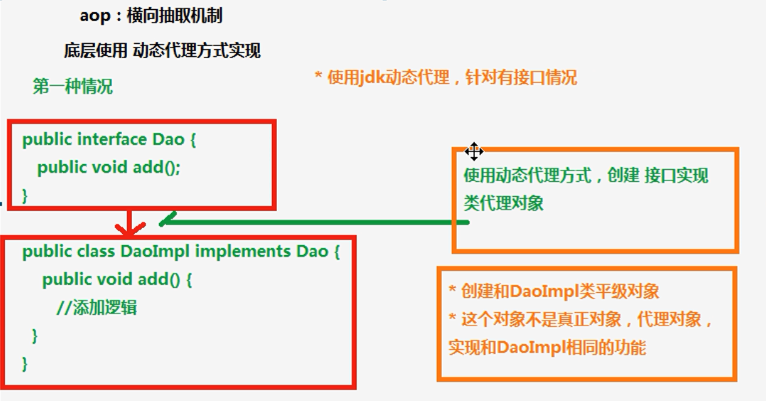 aop：横向抽取机制
底层使用 动态代理方式实现
第一种情况
* 使用jdk动态代理，针对有接口情况
public interface Dao {
public void add();
}
使用动态代理方式，创建 接口实现
类代理对象
public class DaoImpl implements Dao {
public void add() {
//添加逻辑
}
}
* 创建和DaoImpl类平级对象
* 这个对象不是真正对象，代理对象，
实现和DaoImpl相同的功能